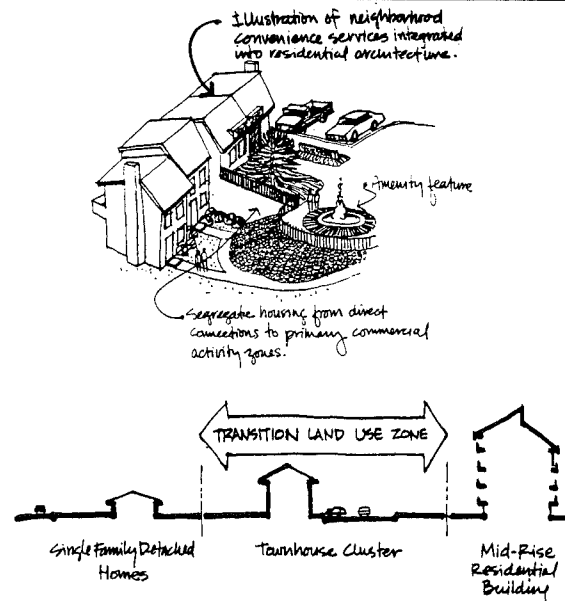 Illustration of neighborhood
convenience services integrated
into residential architecture.
Amenity feature
Segregate housing from direct
connections to primary commercial
activity zones.
TRANSITION LAND USE ZONE
Single Family Detached
Homes
Townhouse Cluster
Mid-Rise
Residential
Building